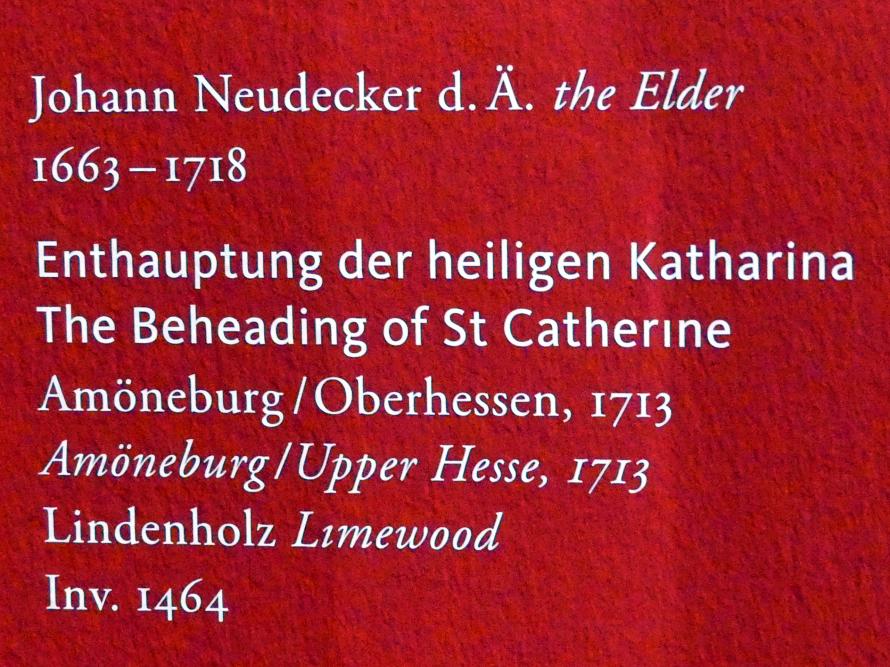 Johann Neudecker d. Ä. the Elder
1663–1718
Enthauptung der heiligen Katharina
The Beheading of St Catherine
Amöneburg/Oberhessen, 1713
Amöneburg/Upper Hesse, 1713
Lindenholz Limewood
Inv. 1464